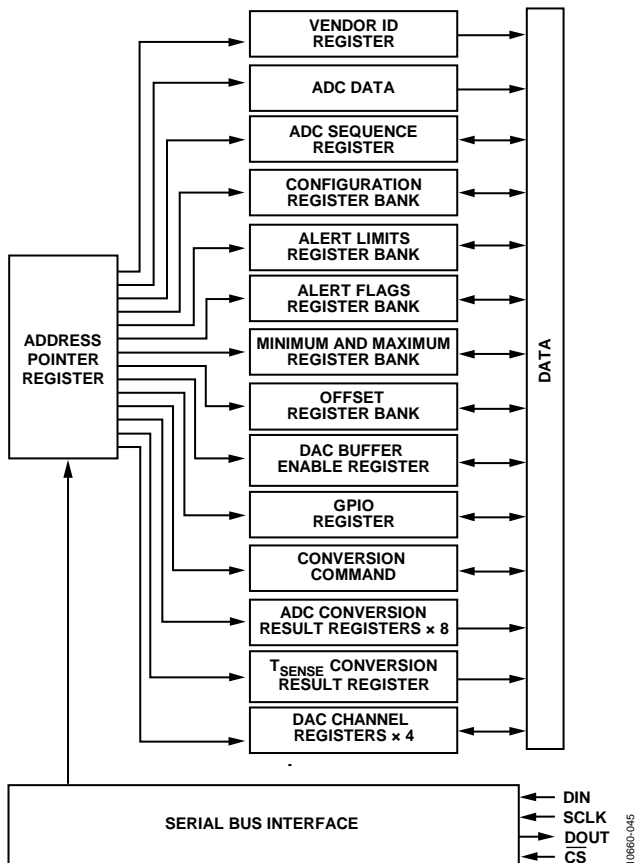 VENDOR ID
REGISTER
ADC DATA
ADC SEQUENCE
REGISTER
CONFIGURATION
REGISTER BANK
ALERT LIMITS
REGISTER BANK
ALERT FLAGS
REGISTER BANK
ADDRESS
POINTER
REGISTER
MINIMUM AND MAXIMUM
REGISTER BANK
DATA
OFFSET
REGISTER BANK
DAC BUFFER
ENABLE REGISTER
GPIO
REGISTER
CONVERSION
COMMAND
ADC CONVERSION
RESULT REGISTERS × 8
TSENSE CONVERSION
RESULT REGISTER
DAC CHANNEL
REGISTERS × 4
SERIAL BUS INTERFACE
DIN
SCLK
DOUT
CS